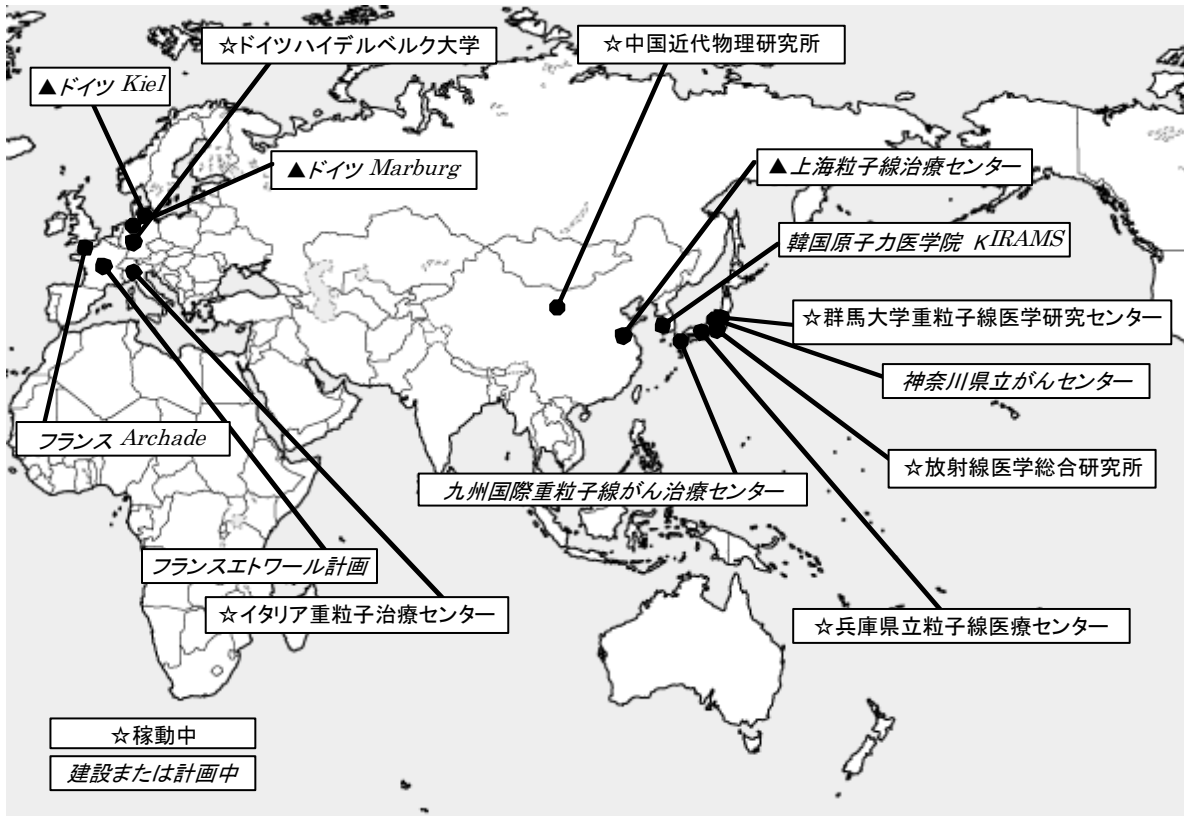 ☆ドイツハイデルベルク大学
☆中国近代物理研究所
▲ドイツ Kiel
▲ドイツ Marburg
▲上海粒子線治療センター
韓国原子力医学院 KIRAMS
☆群馬大学重粒子線医学研究センター
神奈川県立がんセンター
フランス Archade
☆放射線医学総合研究所
九州国際重粒子線がん治療センター
フランスエトワール計画
☆イタリア重粒子治療センター
☆兵庫県立粒子線医療センター
☆稼動中
建設または計画中